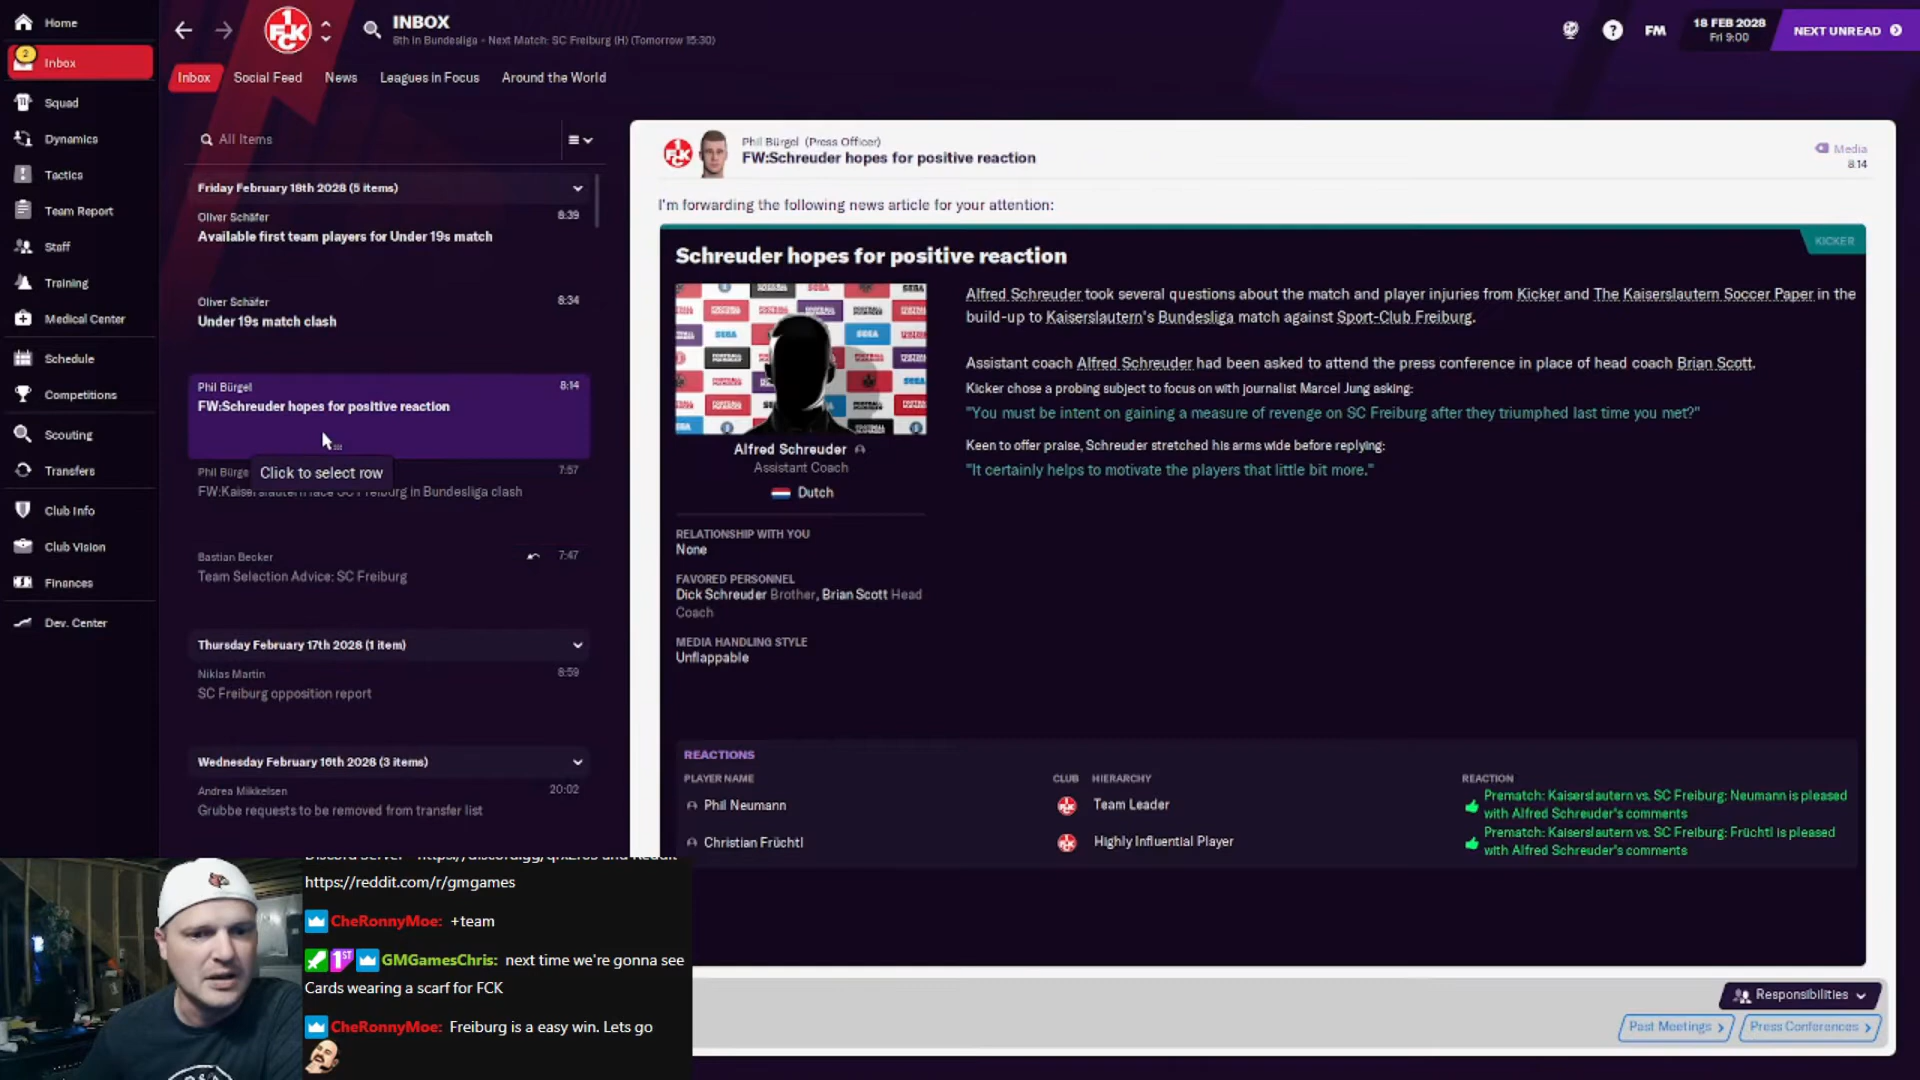 Home
2
Inbox
Squad
Dynamics
Tactics
Team Report
Staff
Training
Medical Center
Schedule
Competitions
Scouting
Transfers
Club Info
Club Vision
Finances
Dev. Center
1
FCK
INBOX
8th in Bundesliga - Next Match: SC Freiburg (H) (Tomorrow 15:30)
FM
18 FEB 2028
Fri 9:00
NEXT UNREAD
Inbox
Social Feed
News
Leagues in Focus
Around the World
All Items
Friday February 18th 2028 (5 items)
Oliver Schäfer 8:39
Available first team players for Under 19s match
Oliver Schäfer 8:34
Under 19s match clash
Phil Bürgel 8:14
FW:Schreuder hopes for positive reaction
Click to select row
Phil Bürge 7:57
in Bundesliga clash
Bastian Becker 7:47
Team Selection Advice: SC Freiburg
Thursday February 17th 2028 (1 item)
Niklas Martin 8:59
SC Freiburg opposition report
Wednesday February 16th 2028 (3 items)
Andrea Mikkelsen 20:02
Grubbe requests to be removed from transfer list
Phil Bürgel (Press Officer)
FW:Schreuder hopes for positive reaction
Media
8:14
I'm forwarding the following news article for your attention:
KICKER
Schreuder hopes for positive reaction
Alfred Schreuder took several questions about the match and player injuries from Kicker and The Kaiserslautern Soccer Paper in the
build-up to Kaiserslautern's Bundesliga match against Sport-Club Freiburg.
Assistant coach Alfred Schreuder had been asked to attend the press conference in place of head coach Brian Scott.
Kicker chose a probing subject to focus on with journalist Marcel Jung asking:
"You must be intent on gaining a measure of revenge on SC Freiburg after they triumphed last time you met?"
Keen to offer praise, Schreuder stretched his arms wide before replying:
"It certainly helps to motivate the players that little bit more."
Alfred Schreuder
Assistant Coach
Dutch
RELATIONSHIP WITH YOU
None
FAVORED PERSONNEL
Dick Schreuder Brother, Brian Scott Head
Coach
MEDIA HANDLING STYLE
Unflappable
REACTIONS
PLAYER NAME CLUB HIERARCHY REACTION
Phil Neumann Team Leader Prematch: Kaiserslautern vs. SC Freiburg: Neumann is pleased
with Alfred Schreuder's comments
Christian Früchtl Highly Influential Player Prematch: Kaiserslautern vs. SC Freiburg: Früchtl is pleased
with Alfred Schreuder's comments
Responsibilities
Past Meetings
Press Conferences
https://reddit.com/r/gmgames
CheRonnyMoe: +team
1ST GMGamesChris: next time we're gonna see
Cards wearing a scarf for FCK
CheRonnyMoe: Freiburg is a easy win. Lets go